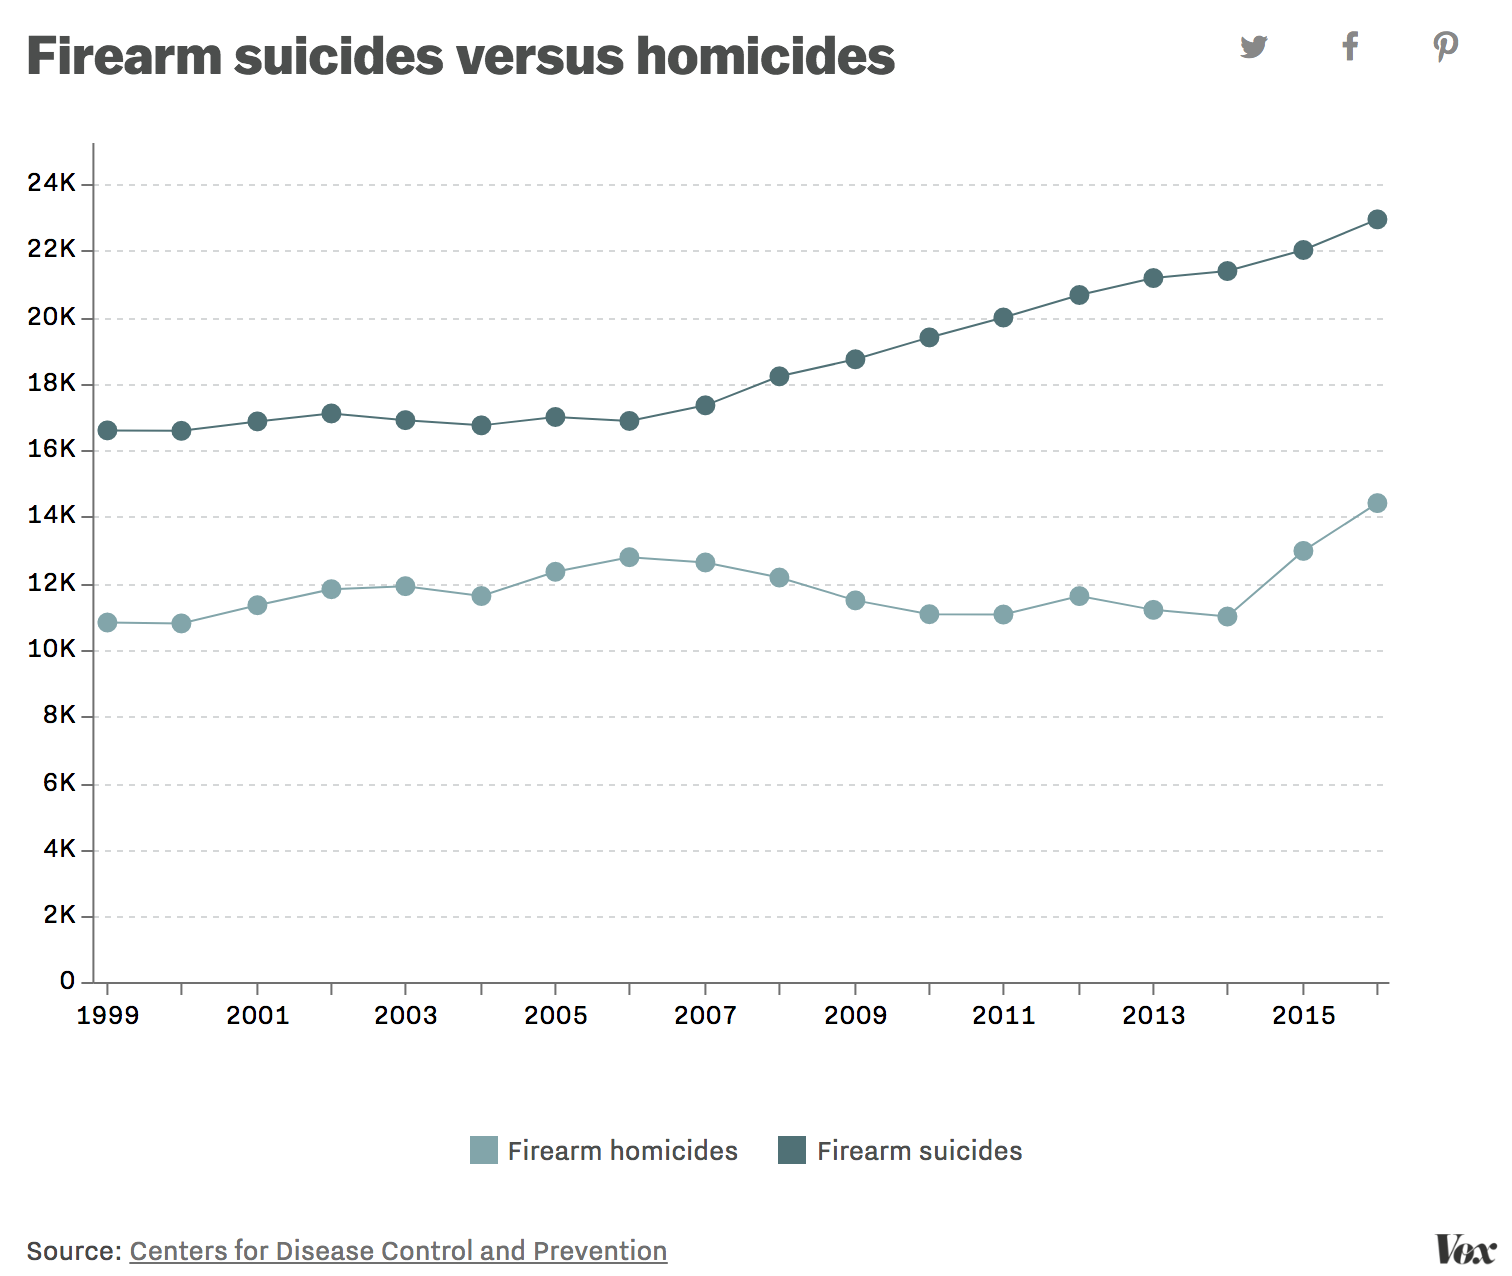 Firearm suicides versus homicides
24K
22K
20K
18K
16K
14K
12K
10K
8K
6K
4K
2K
0
1999 2001 2003 2005 2007 2009 2011 2013 2015
Firearm homicides Firearm suicides
Source: Centers for Disease Control and Prevention
Vox